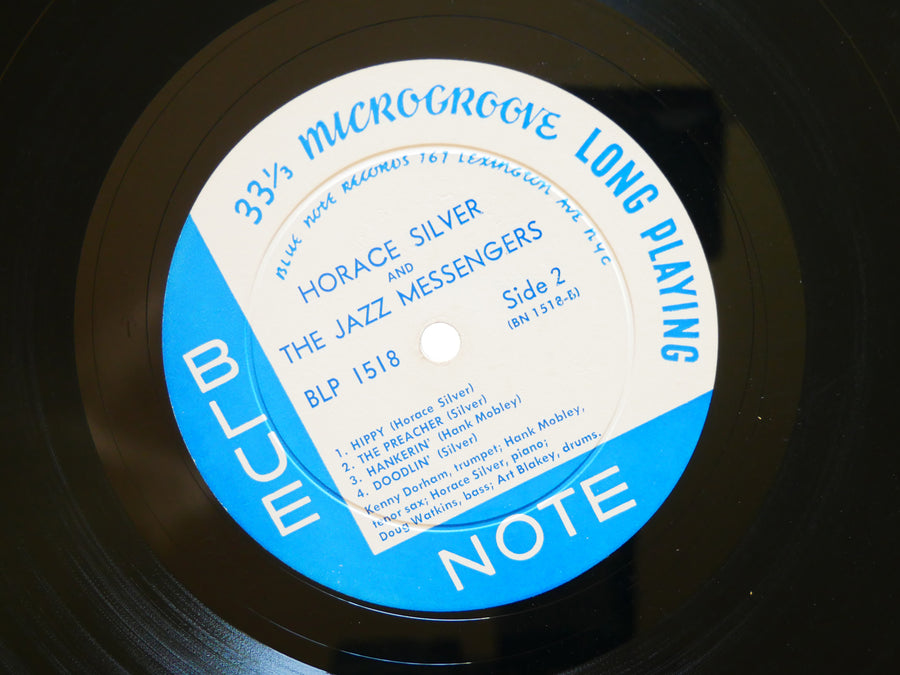 33⅓ MICROGROOVE LONG PLAYING
BLUE NOTE RECORDS 767 LEXINGTON AVE NYC
HORACE SILVER
AND
THE JAZZ MESSENGERS
BLP 1518
Side 2
(BN 1518-B)
1. HIPPY (Horace Silver)
2. THE PREACHER (Silver)
3. HANKERIN' (Hank Mobley)
4. DOODLIN' (Silver)
Kenny Dorham, trumpet; Hank Mobley,
tenor sax; Horace Silver, piano;
Doug Watkins, bass; Art Blakey, drums.
BLUE
NOTE